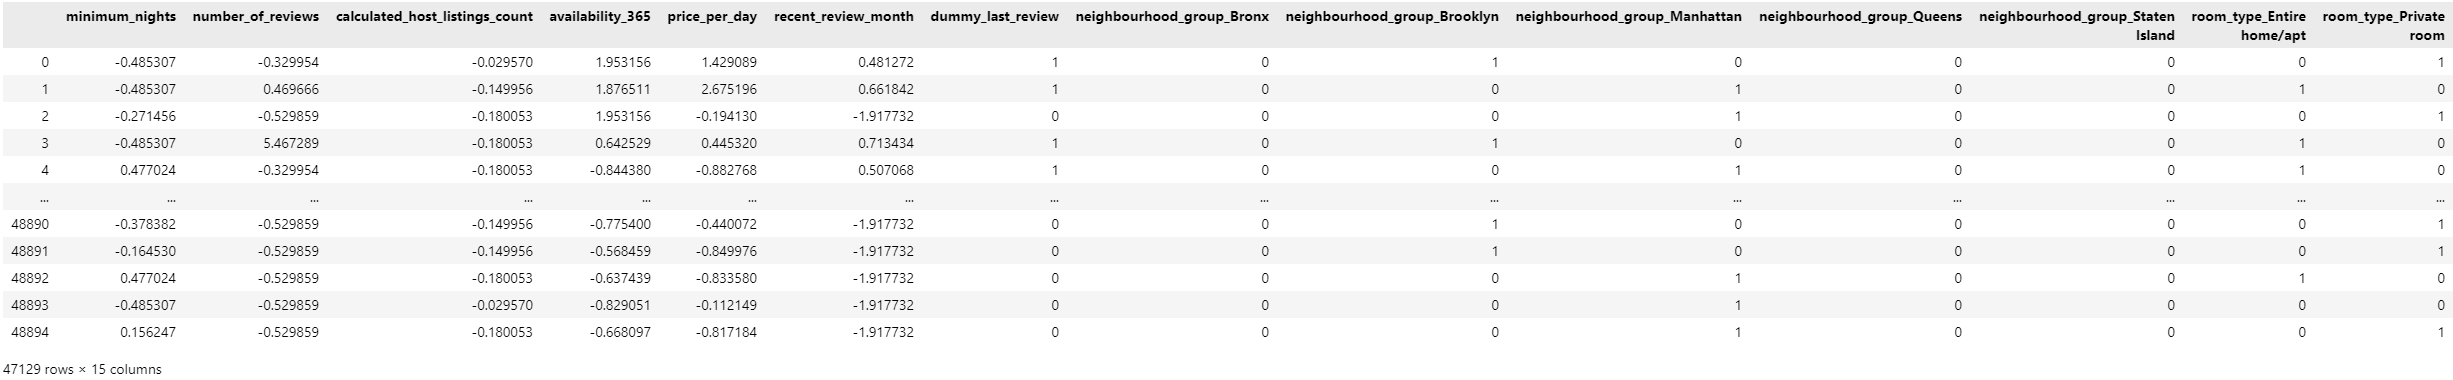 minimum_nights number_of_reviews calculated_host_listings_count availability_365 price_per_day recent_review_month dummy_last_review neighbourhood_group_Bronx neighbourhood_group_Brooklyn neighbourhood_group_Manhattan neighbourhood_group_Queens neighbourhood_group_Staten Island room_type_Entire home/apt room_type_Private room
0 -0.485307 -0.329954 -0.029570 1.953156 1.429089 0.481272 1 0 1 0 0 0 0 1
1 -0.485307 0.469666 -0.149956 1.876511 2.675196 0.661842 1 0 0 1 0 0 1 0
2 -0.271456 -0.529859 -0.180053 1.953156 -0.194130 -1.917732 0 0 0 1 0 0 0 1
3 -0.485307 5.467289 -0.180053 0.642529 0.445320 0.713434 1 0 1 0 0 0 1 0
4 0.477024 -0.329954 -0.180053 -0.844380 -0.882768 0.507068 1 0 0 1 0 0 1 0
... ... ... ... ... ... ... ... ... ... ... ... ... ... ...
48890 -0.378382 -0.529859 -0.149956 -0.775400 -0.440072 -1.917732 0 0 1 0 0 0 0 1
48891 -0.164530 -0.529859 -0.149956 -0.568459 -0.849976 -1.917732 0 0 1 0 0 0 0 1
48892 0.477024 -0.529859 -0.180053 -0.637439 -0.833580 -1.917732 0 0 0 1 0 0 1 0
48893 -0.485307 -0.529859 -0.029570 -0.829051 -0.112149 -1.917732 0 0 0 1 0 0 0 0
48894 0.156247 -0.529859 -0.180053 -0.668097 -0.817184 -1.917732 0 0 0 1 0 0 0 1
47129 rows × 15 columns